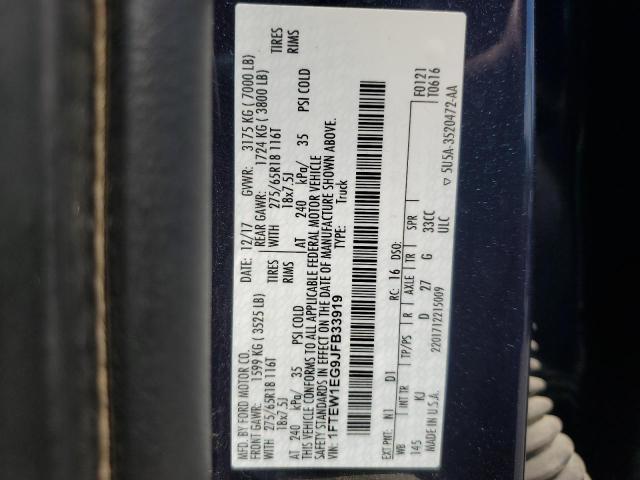 MFD. BY FORD MOTOR CO.
DATE: 12/17
GVWR: 3175 KG ( 7000 LB)
FRONT GAWR: 1599 KG ( 3525 LB)
REAR GAWR: 1724 KG ( 3800 LB)
WITH 275/65R18 116T TIRES
WITH 275/65R18 116T TIRES
18x7.5J RIMS
18x7.5J RIMS
AT 240 kPa/ 35 PSI COLD
AT 240 kPa/ 35 PSI COLD
THIS VEHICLE CONFORMS TO ALL APPLICABLE FEDERAL MOTOR VEHICLE
SAFETY STANDARDS IN EFFECT ON THE DATE OF MANUFACTURE SHOWN ABOVE.
VIN: 1FTEW1EG9JFB33919
TYPE: Truck
EXT PNT: N1 D1 RC: 16 DSO: F0121
T0616
WB INT TR TP/PS R AXLE TR SPR
145 KJ D 27 G 33CC
ULC
MADE IN U.S.A. 2201712215009
▽ 5U5A-3520472-AA